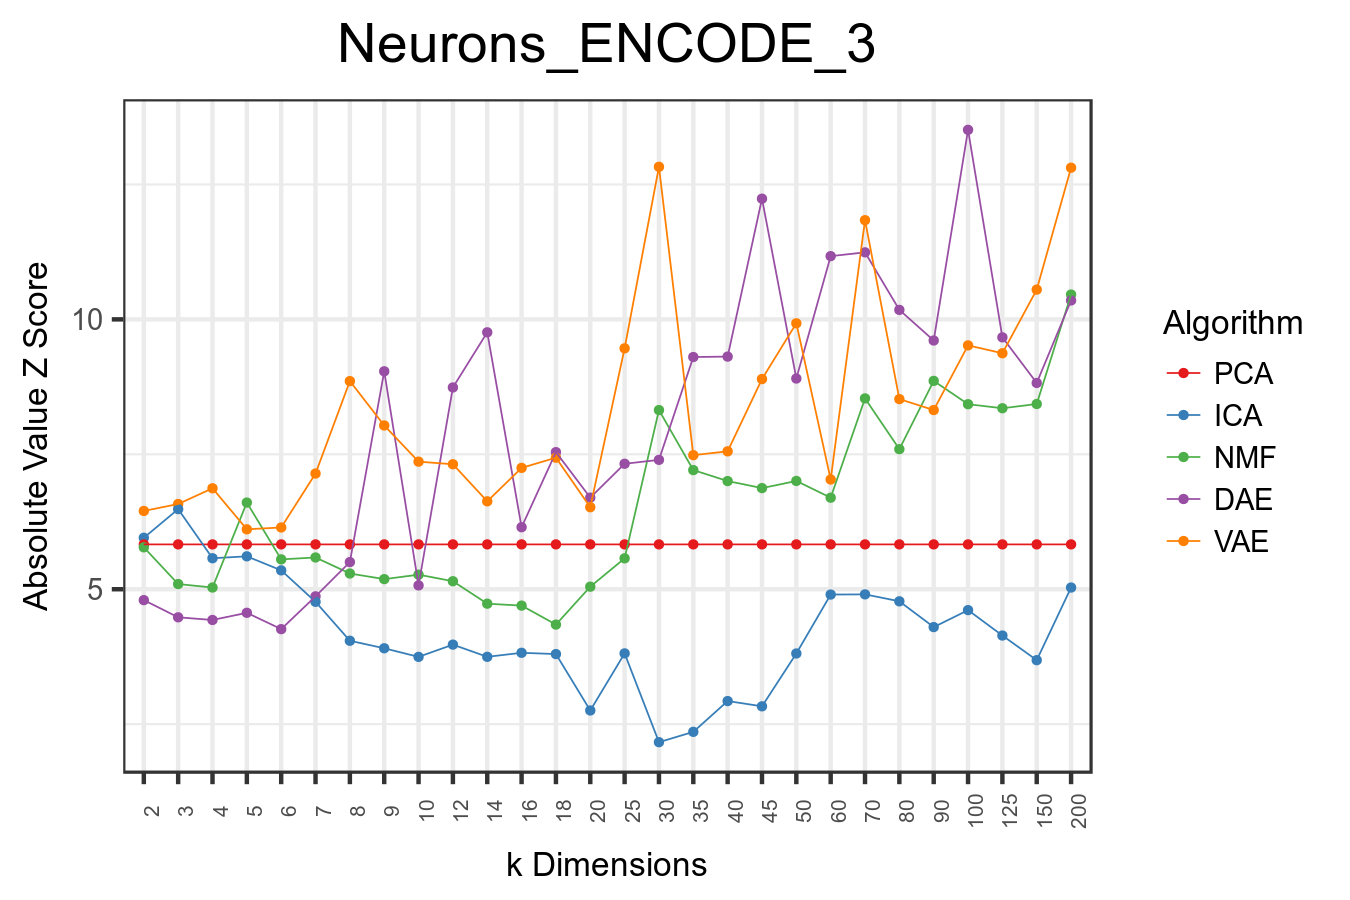 Neurons_ENCODE_3
Absolute Value Z Score
10
5
2 3 4 5 6 7 8 9 10 12 14 16 18 20 25 30 35 40 45 50 60 70 80 90 100 125 150 200
k Dimensions
Algorithm
PCA
ICA
NMF
DAE
VAE